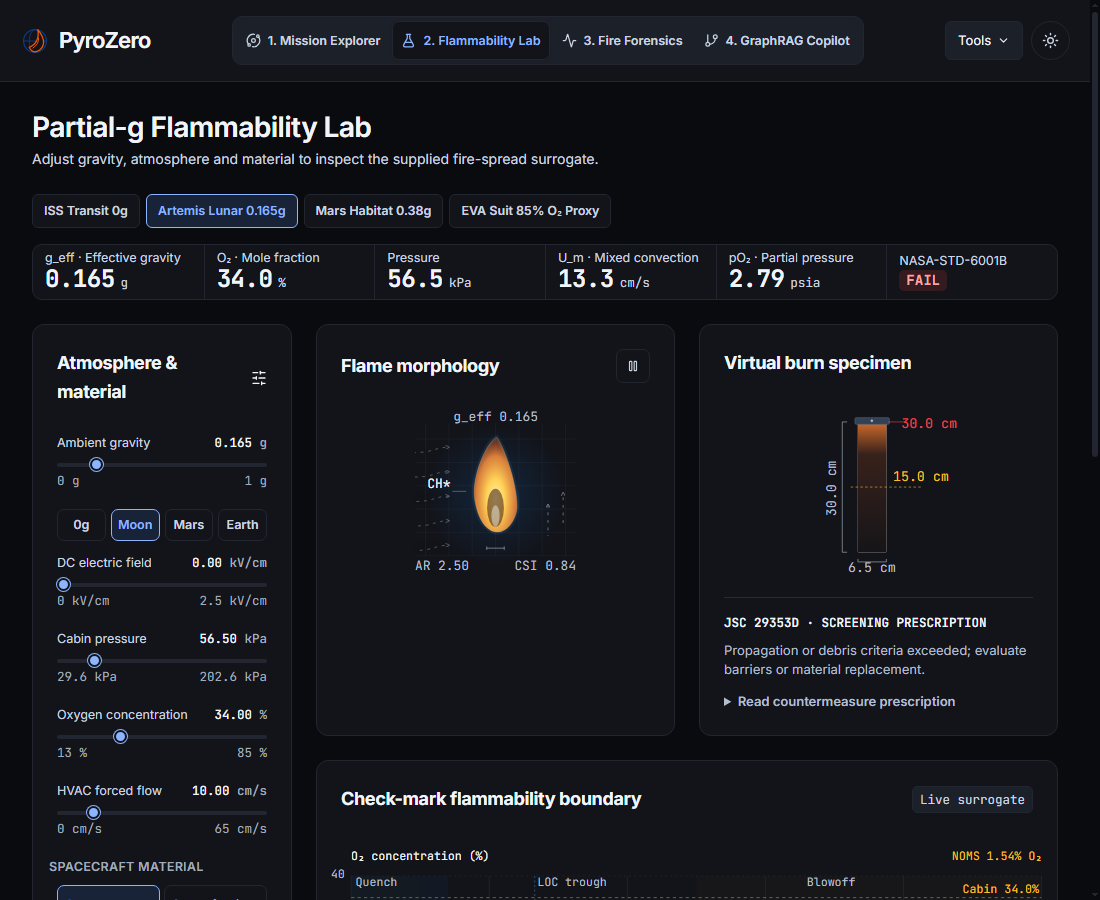 PyroZero
1. Mission Explorer
2. Flammability Lab
3. Fire Forensics
4. GraphRAG Copilot
Tools
Partial-g Flammability Lab
Adjust gravity, atmosphere and material to inspect the supplied fire-spread surrogate.
ISS Transit 0g
Artemis Lunar 0.165g
Mars Habitat 0.38g
EVA Suit 85% O₂ Proxy
g_eff · Effective gravity
0.165 g
O₂ · Mole fraction
34.0 %
Pressure
56.5 kPa
U_m · Mixed convection
13.3 cm/s
pO₂ · Partial pressure
2.79 psia
NASA-STD-6001B
FAIL
Atmosphere &
material
Ambient gravity 0.165 g
0 g 1 g
0g Moon Mars Earth
DC electric field 0.00 kV/cm
0 kV/cm 2.5 kV/cm
Cabin pressure 56.50 kPa
29.6 kPa 202.6 kPa
Oxygen concentration 34.00 %
13 % 85 %
HVAC forced flow 10.00 cm/s
0 cm/s 65 cm/s
SPACECRAFT MATERIAL
Flame morphology
g_eff 0.165
CH*
AR 2.50 CSI 0.84
Virtual burn specimen
30.0 cm
15.0 cm
30.0 cm
6.5 cm
JSC 29353D · SCREENING PRESCRIPTION
Propagation or debris criteria exceeded; evaluate
barriers or material replacement.
Read countermeasure prescription
Check-mark flammability boundary
Live surrogate
O₂ concentration (%)
NOMS 1.54% O₂
40
Quench
LOC trough
Blowoff
Cabin 34.0%